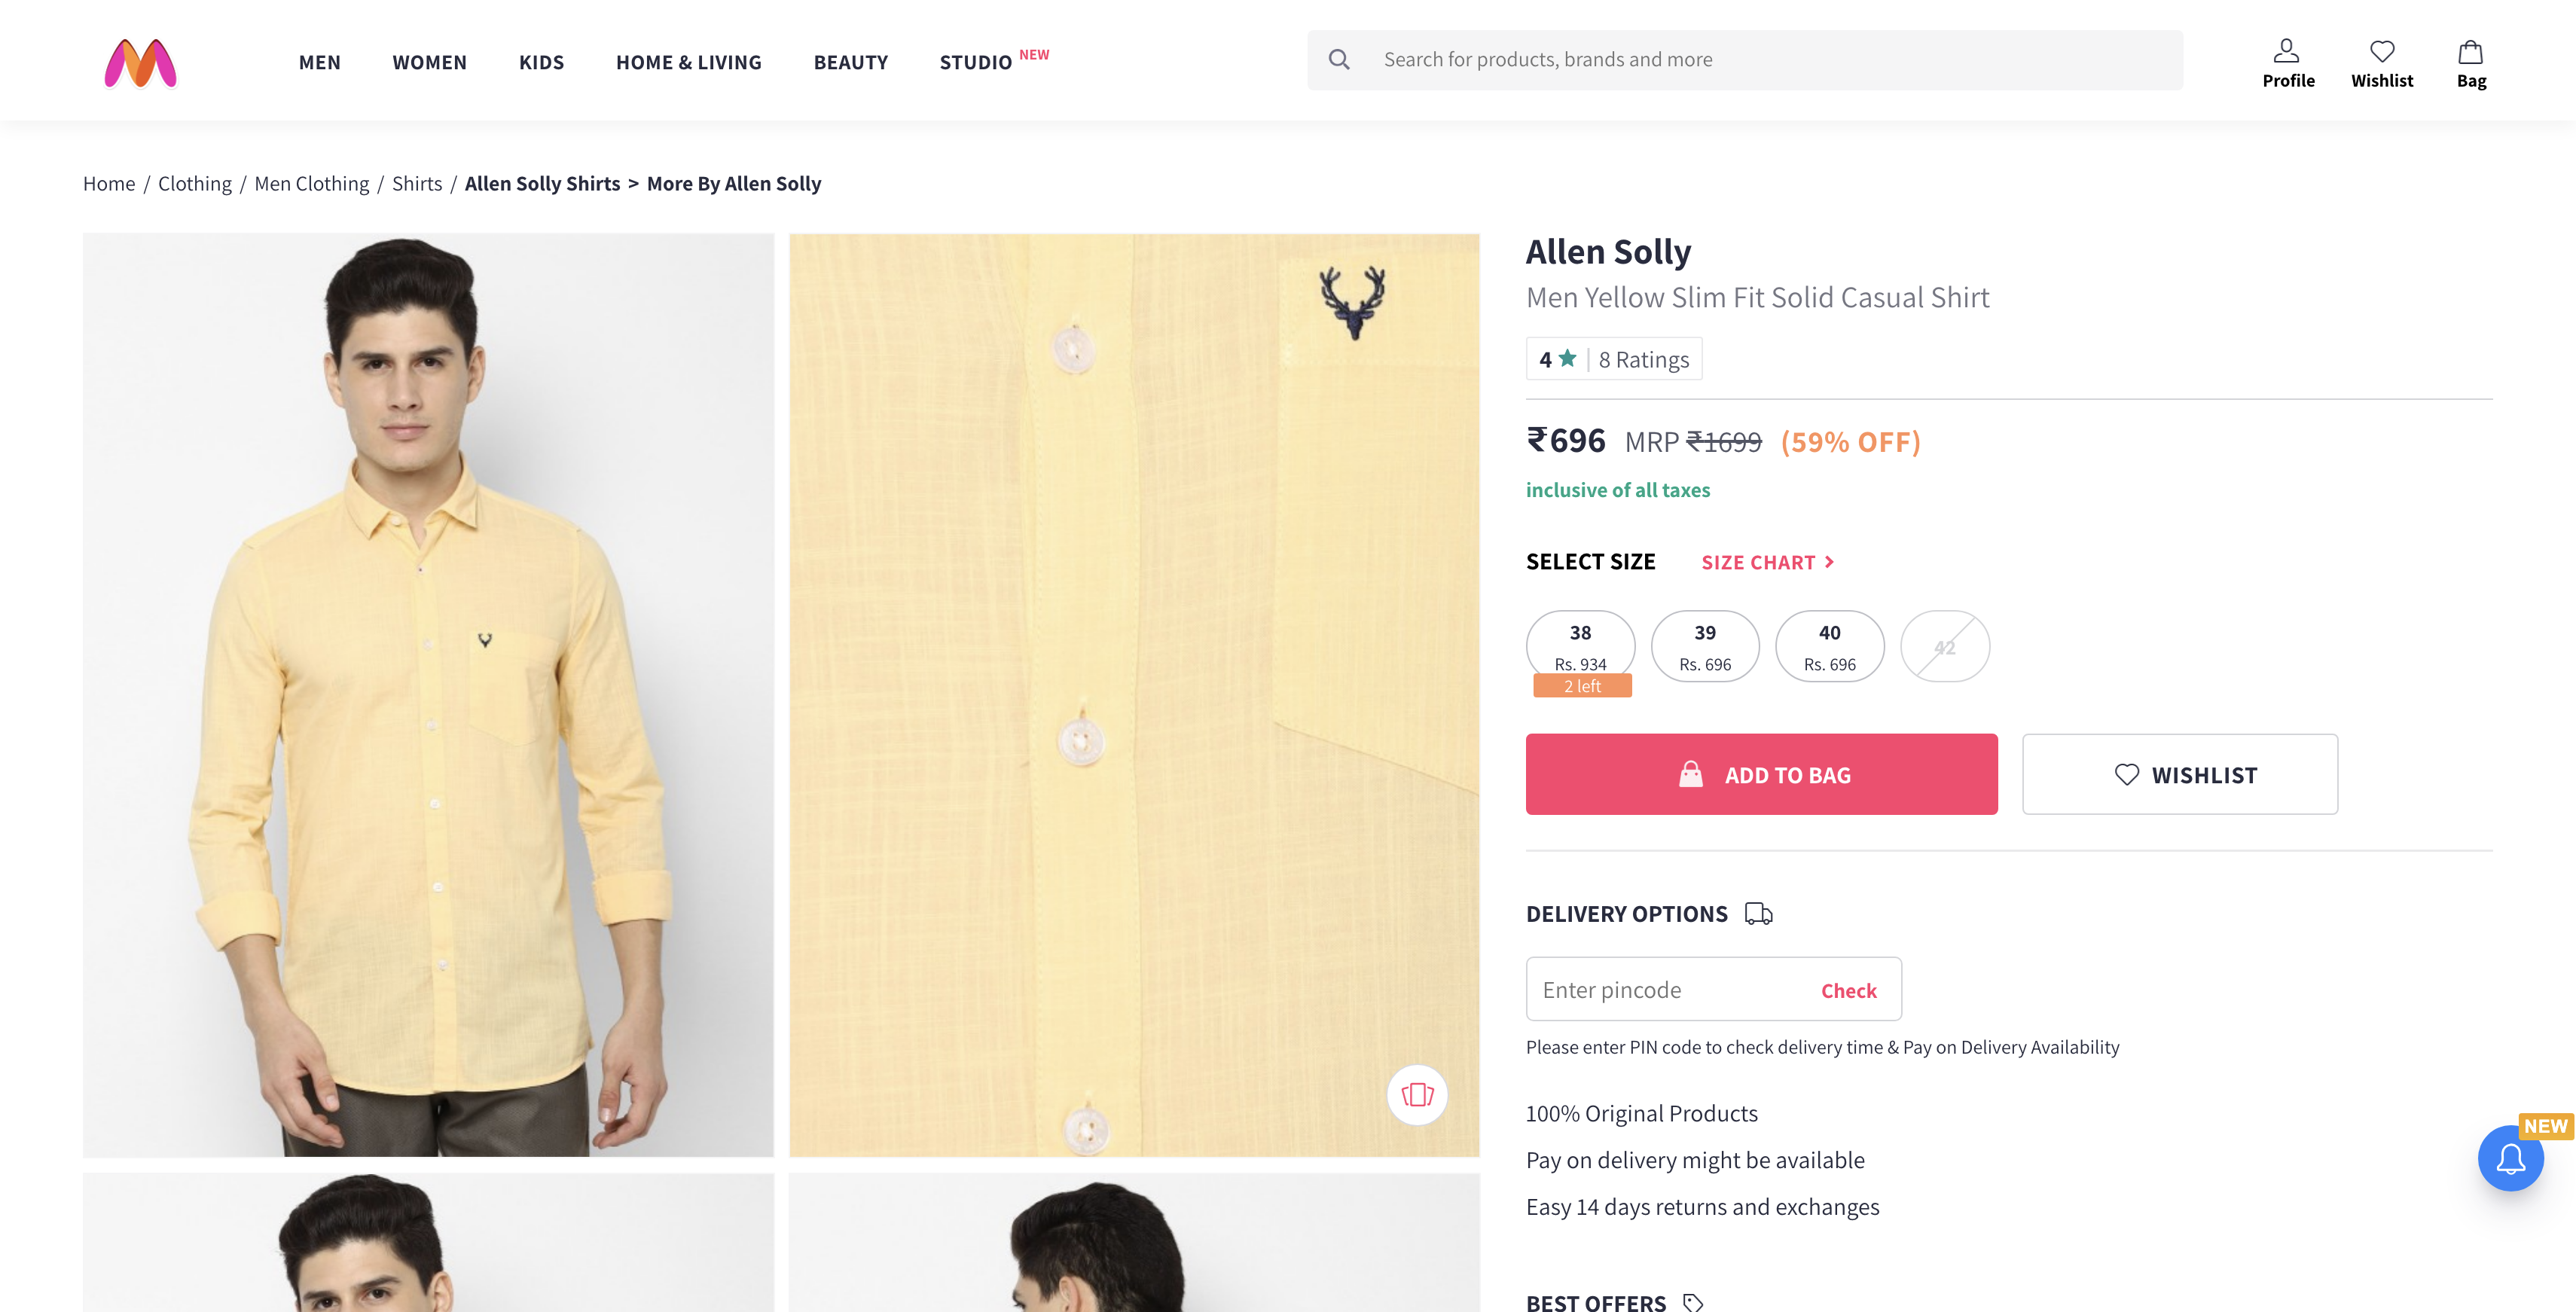 MEN WOMEN KIDS HOME & LIVING BEAUTY STUDIO NEW
Search for products, brands and more
Profile Wishlist Bag
Home / Clothing / Men Clothing / Shirts / Allen Solly Shirts > More By Allen Solly
Allen Solly
Men Yellow Slim Fit Solid Casual Shirt
4 ★ | 8 Ratings
₹696 MRP ₹1699 (59% OFF)
inclusive of all taxes
SELECT SIZE SIZE CHART >
38 39 40 42
Rs. 934 Rs. 696 Rs. 696
2 left
ADD TO BAG WISHLIST
DELIVERY OPTIONS
Enter pincode Check
Please enter PIN code to check delivery time & Pay on Delivery Availability
100% Original Products
NEW
Pay on delivery might be available
Easy 14 days returns and exchanges
BEST OFFERS